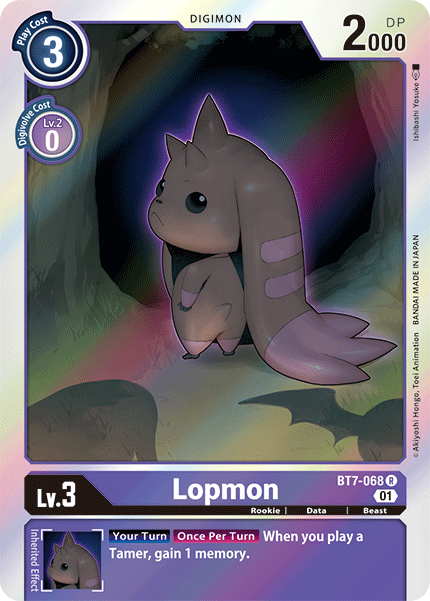 Play Cost
3
DIGIMON
DP
2000
Digivolve Cost
Lv.2
0
Ishibashi Yosuke
© Akiyoshi Hongo, Toei Animation BANDAI MADE IN JAPAN
BT7-068 R
01
Lv.3
Lopmon
Rookie | Data | Beast
Inherited Effect
Your Turn Once Per Turn When you play a
Tamer, gain 1 memory.